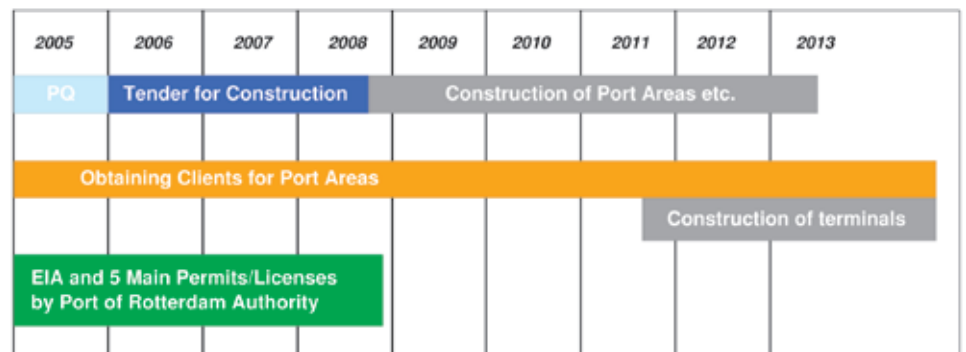 2005 2006 2007 2008 2009 2010 2011 2012 2013
PQ Tender for Construction Construction of Port Areas etc.
Obtaining Clients for Port Areas
Construction of terminals
EIA and 5 Main Permits/Licenses
by Port of Rotterdam Authority